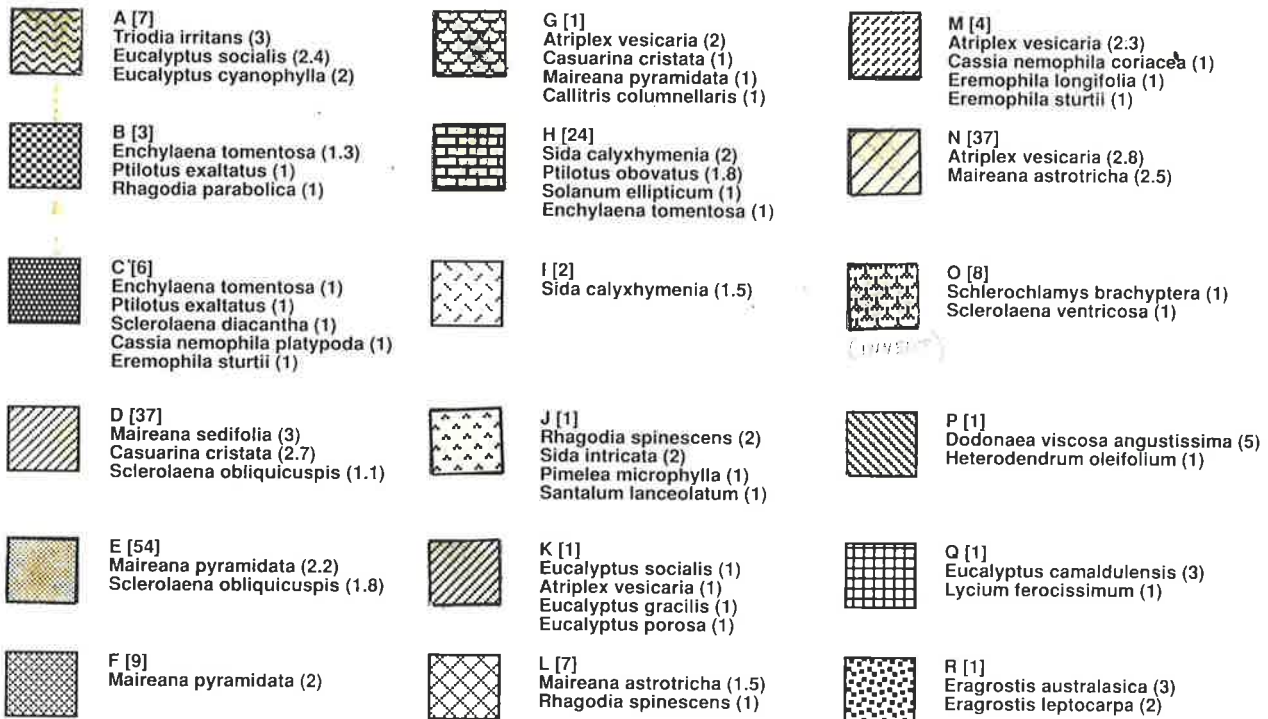 A [7]
Triodia irritans (3)
Eucalyptus socialis (2.4)
Eucalyptus cyanophylla (2)
B [3]
Enchylaena tomentosa (1.3)
Ptilotus exaltatus (1)
Rhagodia parabolica (1)
C [6]
Enchylaena tomentosa (1)
Ptilotus exaltatus (1)
Sclerolaena diacantha (1)
Cassia nemophila platypoda (1)
Eremophila sturtii (1)
D [37]
Maireana sedifolia (3)
Casuarina cristata (2.7)
Sclerolaena obliquicuspis (1.1)
E [54]
Maireana pyramidata (2.2)
Sclerolaena obliquicuspis (1.8)
F [9]
Maireana pyramidata (2)
G [1]
Atriplex vesicaria (2)
Casuarina cristata (1)
Maireana pyramidata (1)
Callitris columnellaris (1)
H [24]
Sida calyxhymenia (2)
Ptilotus obovatus (1.8)
Solanum ellipticum (1)
Enchylaena tomentosa (1)
I [2]
Sida calyxhymenia (1.5)
J [1]
Rhagodia spinescens (2)
Sida intricata (2)
Pimelea microphylla (1)
Santalum lanceolatum (1)
K [1]
Eucalyptus socialis (1)
Atriplex vesicaria (1)
Eucalyptus gracilis (1)
Eucalyptus porosa (1)
L [7]
Maireana astrotricha (1.5)
Rhagodia spinescens (1)
M [4]
Atriplex vesicaria (2.3)
Cassia nemophila coriacea (1)
Eremophila longifolia (1)
Eremophila sturtii (1)
N [37]
Atriplex vesicaria (2.8)
Maireana astrotricha (2.5)
O [8]
Schlerochlamys brachyptera (1)
Sclerolaena ventricosa (1)
P [1]
Dodonaea viscosa angustissima (5)
Heterodendrum oleifolium (1)
Q [1]
Eucalyptus camaldulensis (3)
Lycium ferocissimum (1)
R [1]
Eragrostis australasica (3)
Eragrostis leptocarpa (2)